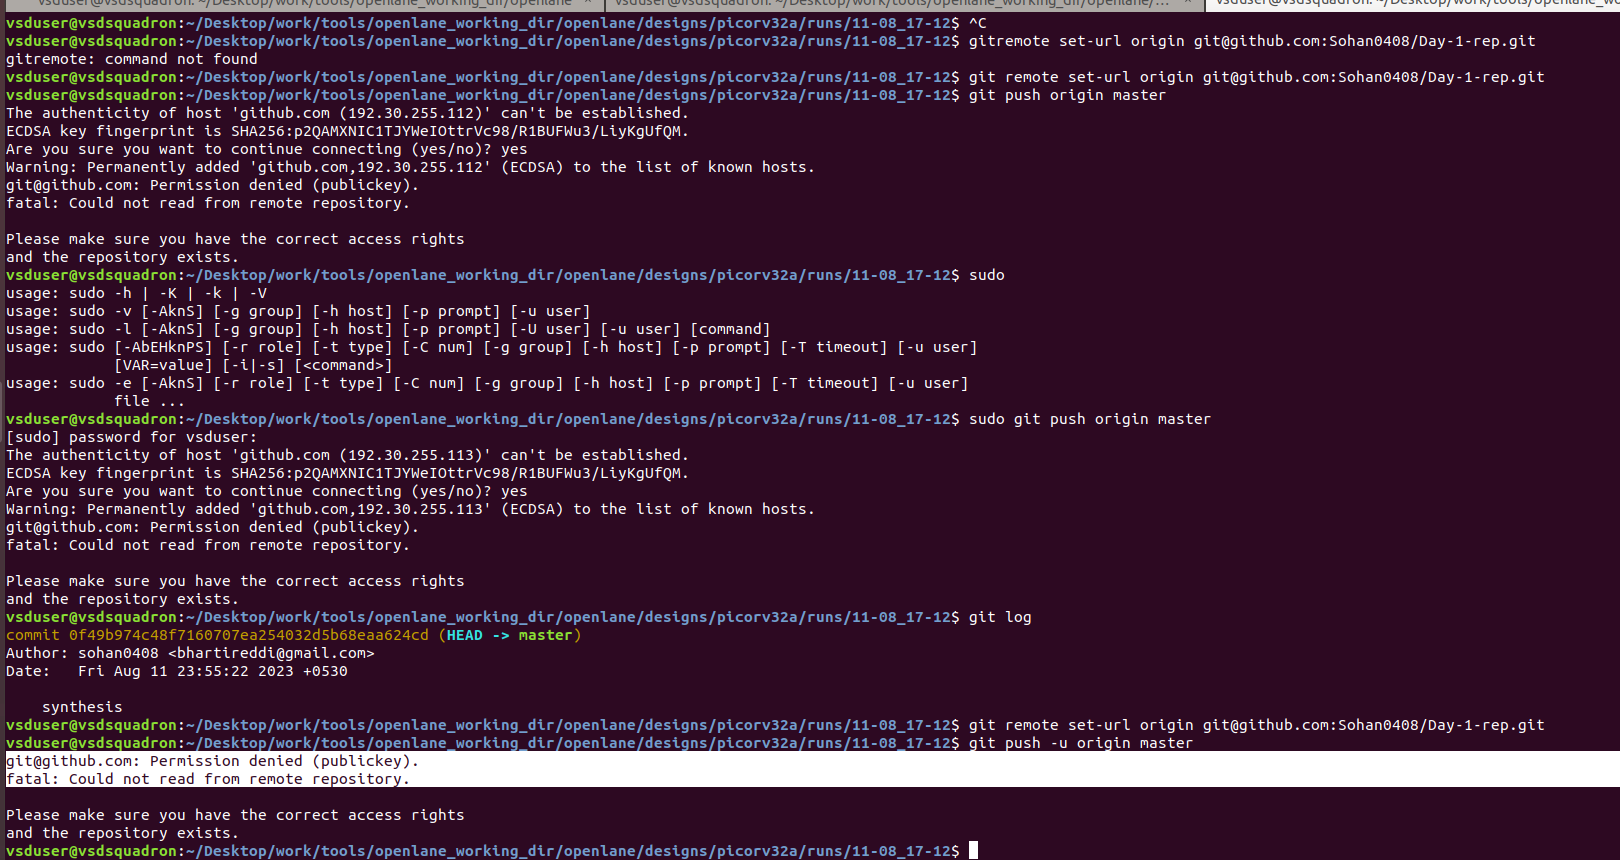 vsduser@vsdsquadron: ~/Desktop/work/tools/openlane_working_dir/openlane × vsduser@vsdsquadron: ~/Desktop/work/tools/openlane_working_dir/openlane/... × vsduser@vsdsquadron: ~/Desktop/work/tools/openlane_wo
vsduser@vsdsquadron:~/Desktop/work/tools/openlane_working_dir/openlane/designs/picorv32a/runs/11-08_17-12$ ^C
vsduser@vsdsquadron:~/Desktop/work/tools/openlane_working_dir/openlane/designs/picorv32a/runs/11-08_17-12$ gitremote set-url origin git@github.com:Sohan0408/Day-1-rep.git
gitremote: command not found
vsduser@vsdsquadron:~/Desktop/work/tools/openlane_working_dir/openlane/designs/picorv32a/runs/11-08_17-12$ git remote set-url origin git@github.com:Sohan0408/Day-1-rep.git
vsduser@vsdsquadron:~/Desktop/work/tools/openlane_working_dir/openlane/designs/picorv32a/runs/11-08_17-12$ git push origin master
The authenticity of host 'github.com (192.30.255.112)' can't be established.
ECDSA key fingerprint is SHA256:p2QAMXNIC1TJYWeIOttrVc98/R1BUFWu3/LiyKgUfQM.
Are you sure you want to continue connecting (yes/no)? yes
Warning: Permanently added 'github.com,192.30.255.112' (ECDSA) to the list of known hosts.
git@github.com: Permission denied (publickey).
fatal: Could not read from remote repository.
Please make sure you have the correct access rights
and the repository exists.
vsduser@vsdsquadron:~/Desktop/work/tools/openlane_working_dir/openlane/designs/picorv32a/runs/11-08_17-12$ sudo
usage: sudo -h | -K | -k | -V
usage: sudo -v [-AknS] [-g group] [-h host] [-p prompt] [-u user]
usage: sudo -l [-AknS] [-g group] [-h host] [-p prompt] [-U user] [-u user] [command]
usage: sudo [-AbEHknPS] [-r role] [-t type] [-C num] [-g group] [-h host] [-p prompt] [-T timeout] [-u user]
[VAR=value] [-i|-s] [<command>]
usage: sudo -e [-AknS] [-r role] [-t type] [-C num] [-g group] [-h host] [-p prompt] [-T timeout] [-u user]
file ...
vsduser@vsdsquadron:~/Desktop/work/tools/openlane_working_dir/openlane/designs/picorv32a/runs/11-08_17-12$ sudo git push origin master
[sudo] password for vsduser:
The authenticity of host 'github.com (192.30.255.113)' can't be established.
ECDSA key fingerprint is SHA256:p2QAMXNIC1TJYWeIOttrVc98/R1BUFWu3/LiyKgUfQM.
Are you sure you want to continue connecting (yes/no)? yes
Warning: Permanently added 'github.com,192.30.255.113' (ECDSA) to the list of known hosts.
git@github.com: Permission denied (publickey).
fatal: Could not read from remote repository.
Please make sure you have the correct access rights
and the repository exists.
vsduser@vsdsquadron:~/Desktop/work/tools/openlane_working_dir/openlane/designs/picorv32a/runs/11-08_17-12$ git log
commit 0f49b974c48f7160707ea254032d5b68eaa624cd (HEAD -> master)
Author: sohan0408 <bhartireddi@gmail.com>
Date:   Fri Aug 11 23:55:22 2023 +0530
synthesis
vsduser@vsdsquadron:~/Desktop/work/tools/openlane_working_dir/openlane/designs/picorv32a/runs/11-08_17-12$ git remote set-url origin git@github.com:Sohan0408/Day-1-rep.git
vsduser@vsdsquadron:~/Desktop/work/tools/openlane_working_dir/openlane/designs/picorv32a/runs/11-08_17-12$ git push -u origin master
git@github.com: Permission denied (publickey).
fatal: Could not read from remote repository.
Please make sure you have the correct access rights
and the repository exists.
vsduser@vsdsquadron:~/Desktop/work/tools/openlane_working_dir/openlane/designs/picorv32a/runs/11-08_17-12$